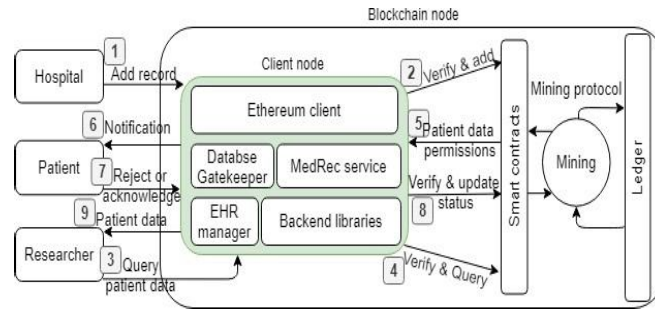 Blockchain node
1
Hospital
Add record
Client node
2
Verify & add
Ethereum client
Mining protocol
6
Notification
5
Patient data
permissions
Patient
7
Reject or
acknowledge
Databse
Gatekeeper
MedRec service
Mining
Smart contracts
Ledger
Verify & update
status
8
9
Patient data
EHR
manager
Backend libraries
Researcher
3
Query
patient data
4
Verify & Query